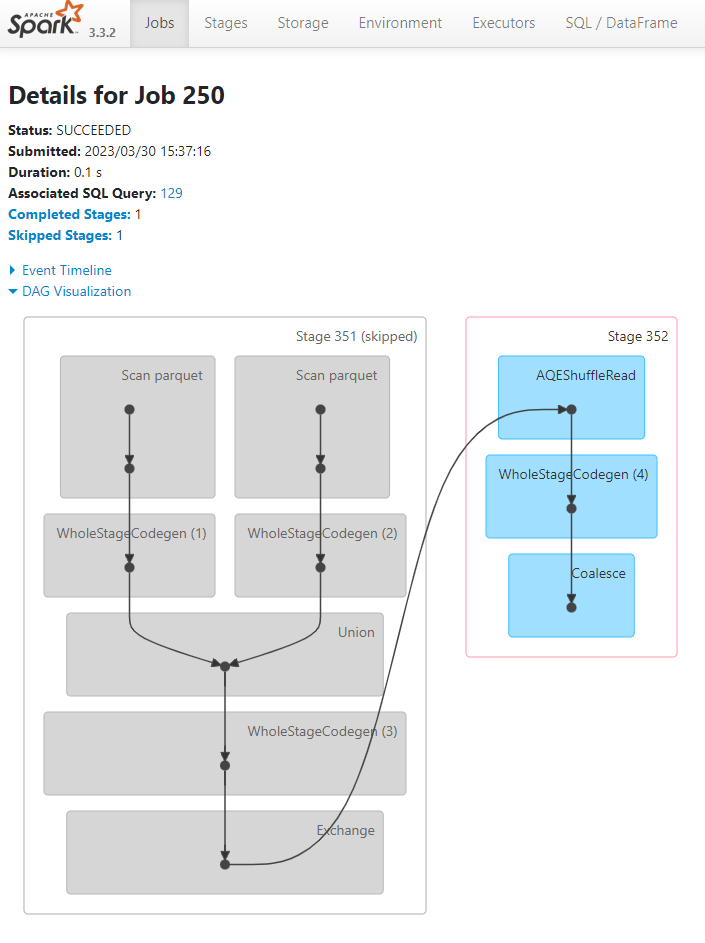 APACHE
Spark 3.3.2 Jobs Stages Storage Environment Executors SQL / DataFrame
Details for Job 250
Status: SUCCEEDED
Submitted: 2023/03/30 15:37:16
Duration: 0.1 s
Associated SQL Query: 129
Completed Stages: 1
Skipped Stages: 1
Event Timeline
DAG Visualization
Stage 351 (skipped)
Scan parquet
Scan parquet
WholeStageCodegen (1)
WholeStageCodegen (2)
Union
WholeStageCodegen (3)
Exchange
Stage 352
AQEShuffleRead
WholeStageCodegen (4)
Coalesce